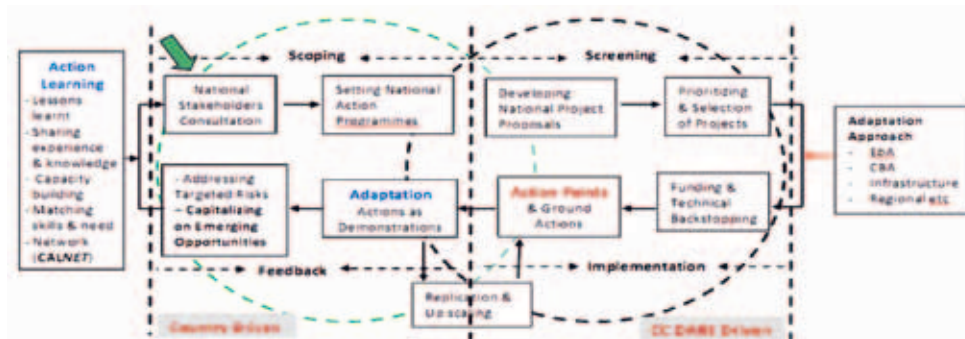 Action
Learning
- Lessons
learnt
- Sharing
experience
& knowledge
- Capacity
building
- Matching
skills & need
- Network
(CALNET)
Scoping
National
Stakeholders
Consultation
Setting National
Action
Programmes
- Addressing
Targeted Risks
– Capitalizing
on Emerging
Opportunities
Adaptation
Actions as
Demonstrations
Feedback
Replication &
Up scaling
Country Driven
Screening
Developing
National Project
Proposals
Prioritizing
& Selection
of Projects
Action Points
& Ground
Actions
Funding &
Technical
Backstopping
Implementation
Driven
Adaptation
Approach
- EbA
- CBA
- Infrastructure
- Regional etc